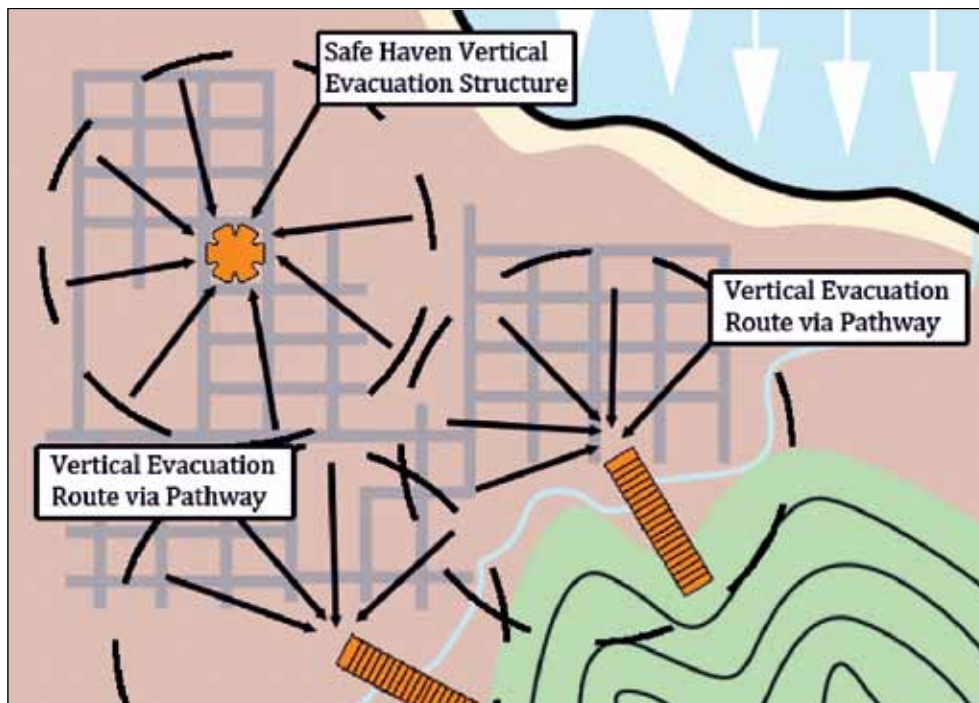 Safe Haven Vertical
Evacuation Structure
Vertical Evacuation
Route via Pathway
Vertical Evacuation
Route via Pathway